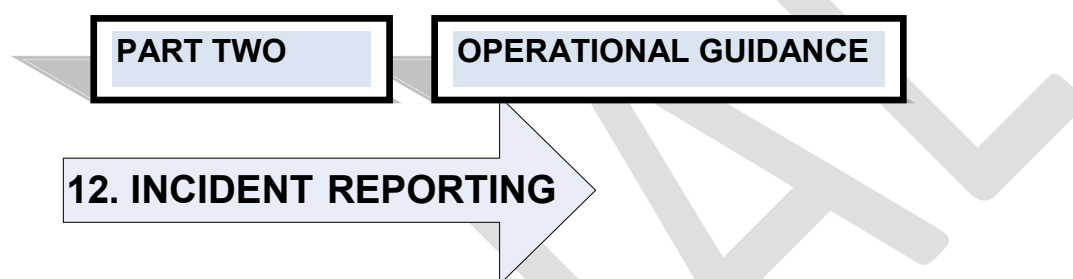 PART TWO
OPERATIONAL GUIDANCE
12. INCIDENT REPORTING